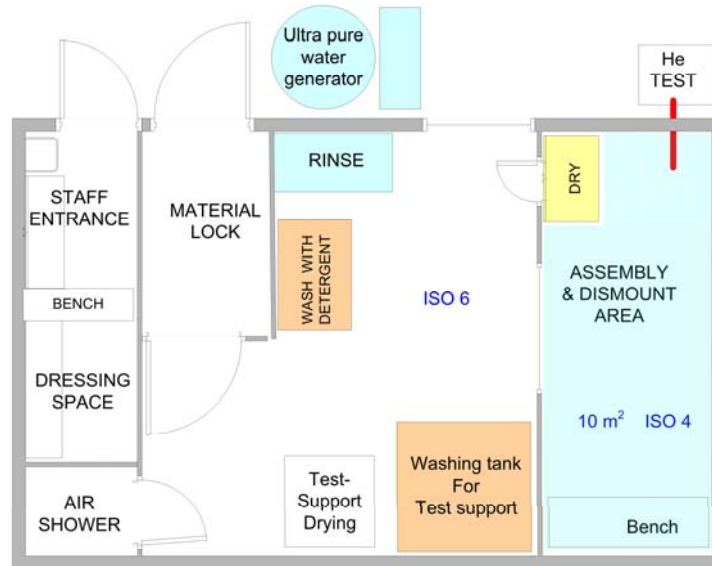 Ultra pure
water
generator
He
TEST
STAFF
ENTRANCE
MATERIAL
LOCK
RINSE
DRY
WASH WITH
DETERGENT
ISO 6
ASSEMBLY
& DISMOUNT
AREA
BENCH
DRESSING
SPACE
10 m² ISO 4
AIR
SHOWER
Test-
Support
Drying
Washing tank
For
Test support
Bench